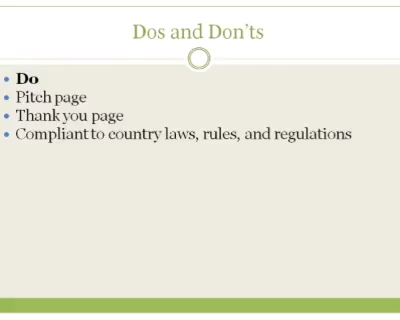 Dos and Don'ts
Do
Pitch page
Thank you page
Compliant to country laws, rules, and regulations